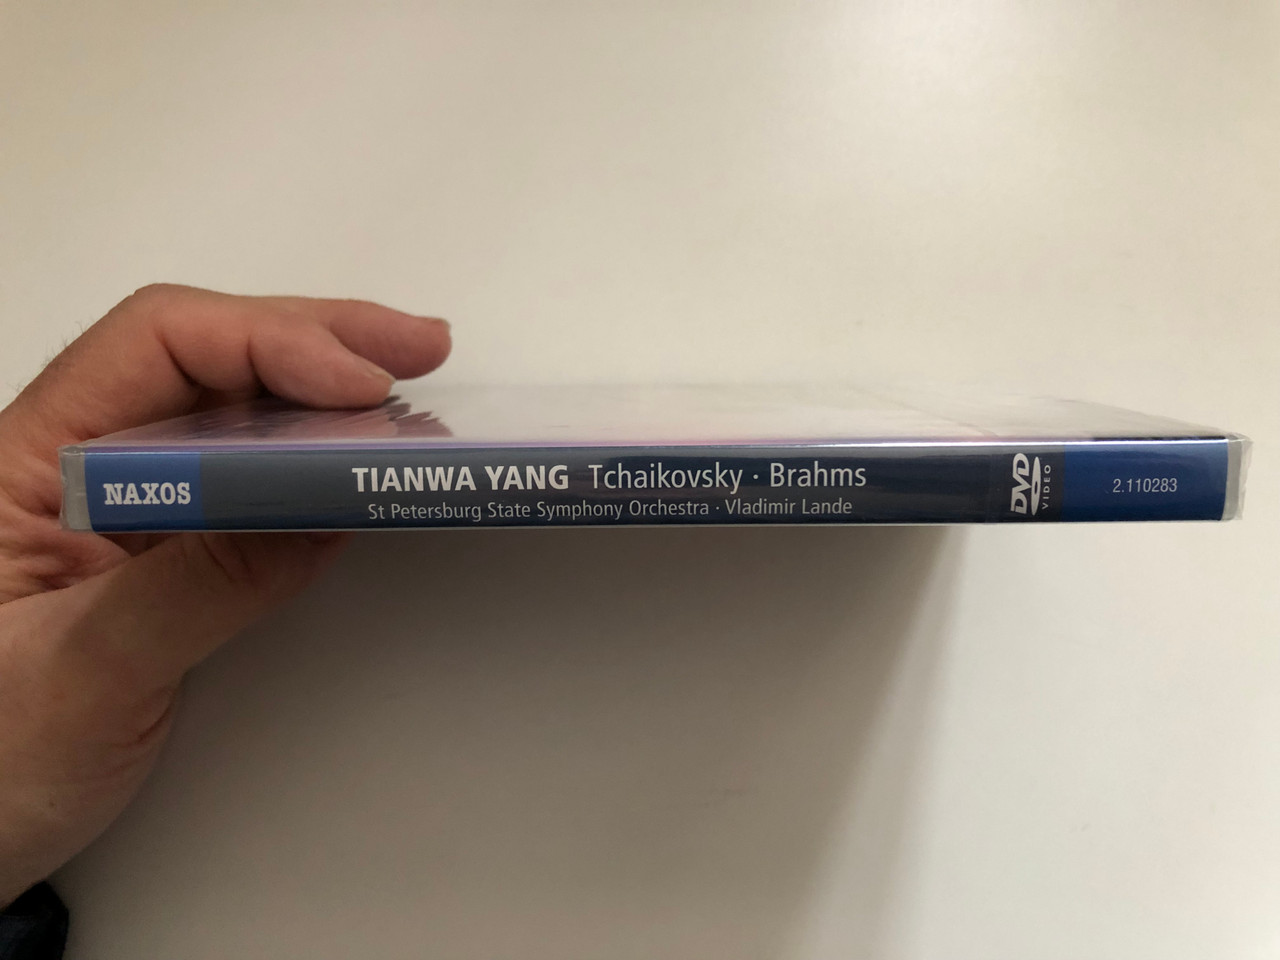 NAXOS
TIANWA YANG Tchaikovsky · Brahms
St Petersburg State Symphony Orchestra · Vladimir Lande
DVD
VIDEO
2.110283